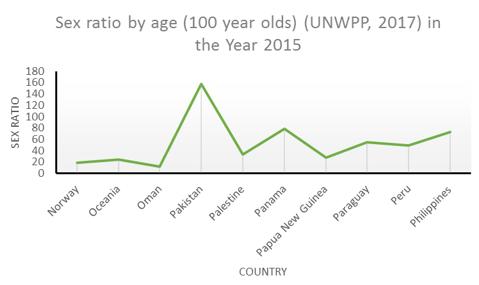 Sex ratio by age (100 year olds) (UNWPP, 2017) in
the Year 2015
SEX RATIO
180
160
140
120
100
80
60
40
20
0
Norway
Oceania
Oman
Pakistan
Palestine
Panama
Papua New Guinea
Paraguay
Peru
Philippines
COUNTRY